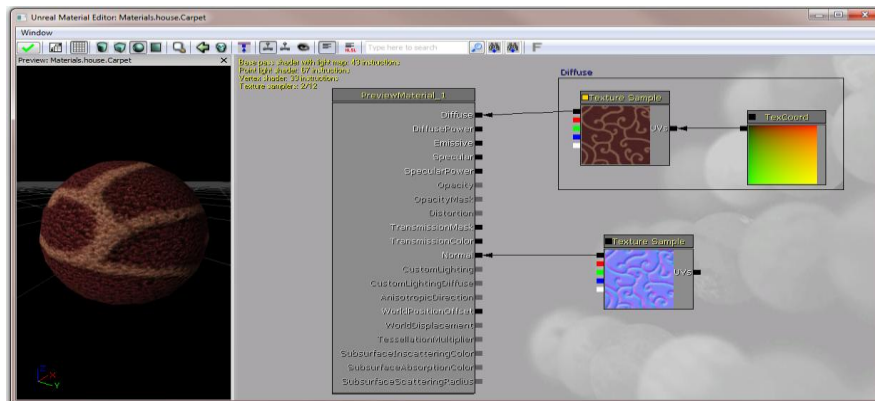 Unreal Material Editor: Materials.house.Carpet
Window
Type here to search
Preview: Materials.house.Carpet
Base pass shader with light map: 43 instructions
Point light shader: 67 instructions
Vertex shader: 33 instructions
Texture samplers: 2/12
PreviewMaterial_1
Diffuse
DiffusePower
Emissive
Specular
SpecularPower
Opacity
OpacityMask
Distortion
TransmissionMask
TransmissionColor
Normal
CustomLighting
CustomLightingDiffuse
AnisotropicDirection
WorldPositionOffset
WorldDisplacement
TessellationMultiplier
SubsurfaceInscatteringColor
SubsurfaceAbsorptionColor
SubsurfaceScatteringRadius
Diffuse
Texture Sample
UVs
TexCoord
Texture Sample
UVs
X
Y
Z